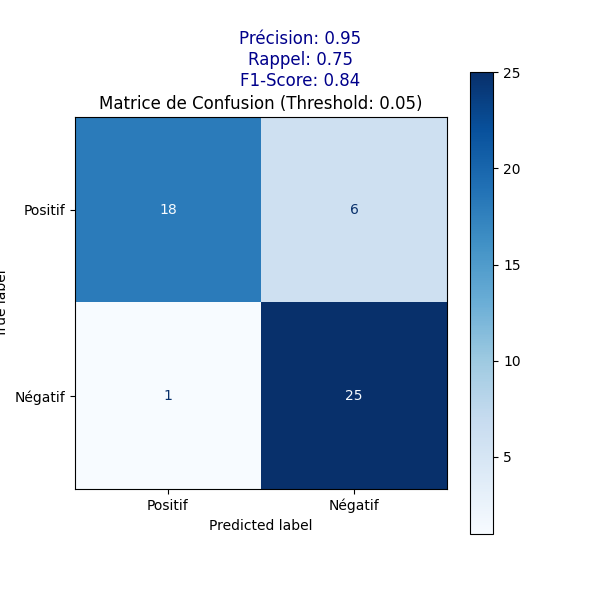 Précision: 0.95
Rappel: 0.75
F1-Score: 0.84
Matrice de Confusion (Threshold: 0.05)
25
20
15
10
5
Positif
18
6
Négatif
1
25
Positif
Négatif
Predicted label